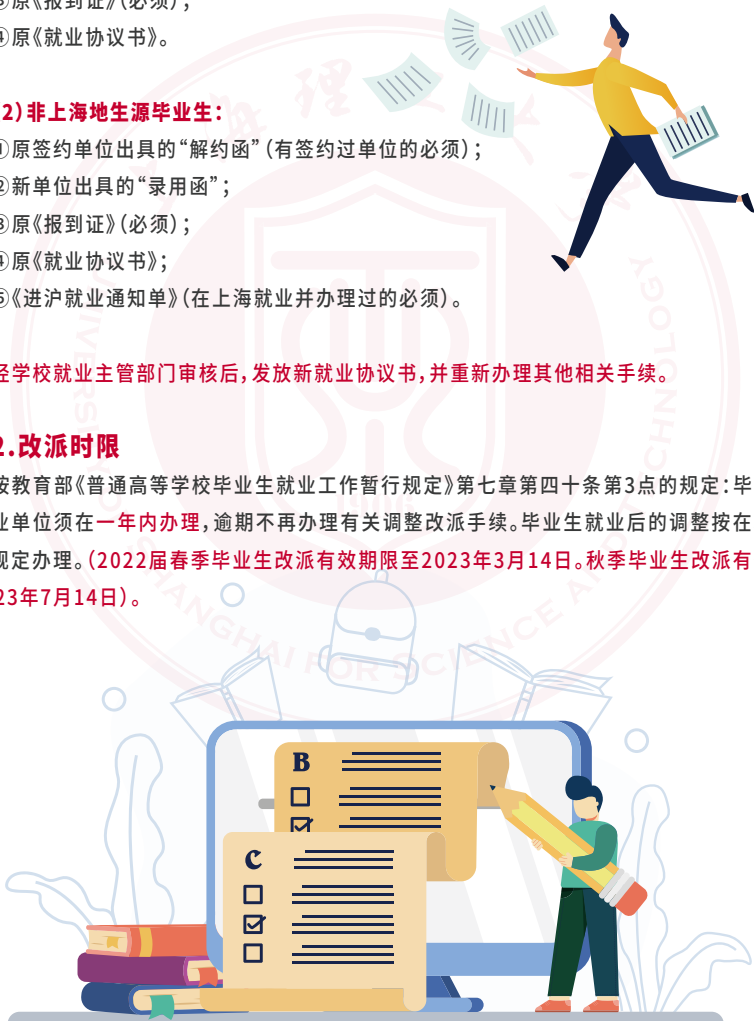 ③原《报到证》(必须);
④原《就业协议书》。
2)非上海地生源毕业生:
①原签约单位出具的“解约函”(有签约过单位的必须);
②新单位出具的“录用函”;
③原《报到证》(必须);
④原《就业协议书》;
⑤《进沪就业通知单》(在上海就业并办理过的必须)。
经学校就业主管部门审核后,发放新就业协议书,并重新办理其他相关手续。
2.改派时限
按教育部《普通高等学校毕业生就业工作暂行规定》第七章第四十条第3点的规定:毕
业单位须在一年内办理,逾期不再办理有关调整改派手续。毕业生就业后的调整按在
规定办理。(2022届春季毕业生改派有效期限至2023年3月14日。秋季毕业生改派有
23年7月14日)。
UNIVERSITY OF SHANGHAI FOR SCIENCE AND TECHNOLOGY
1906
B
C